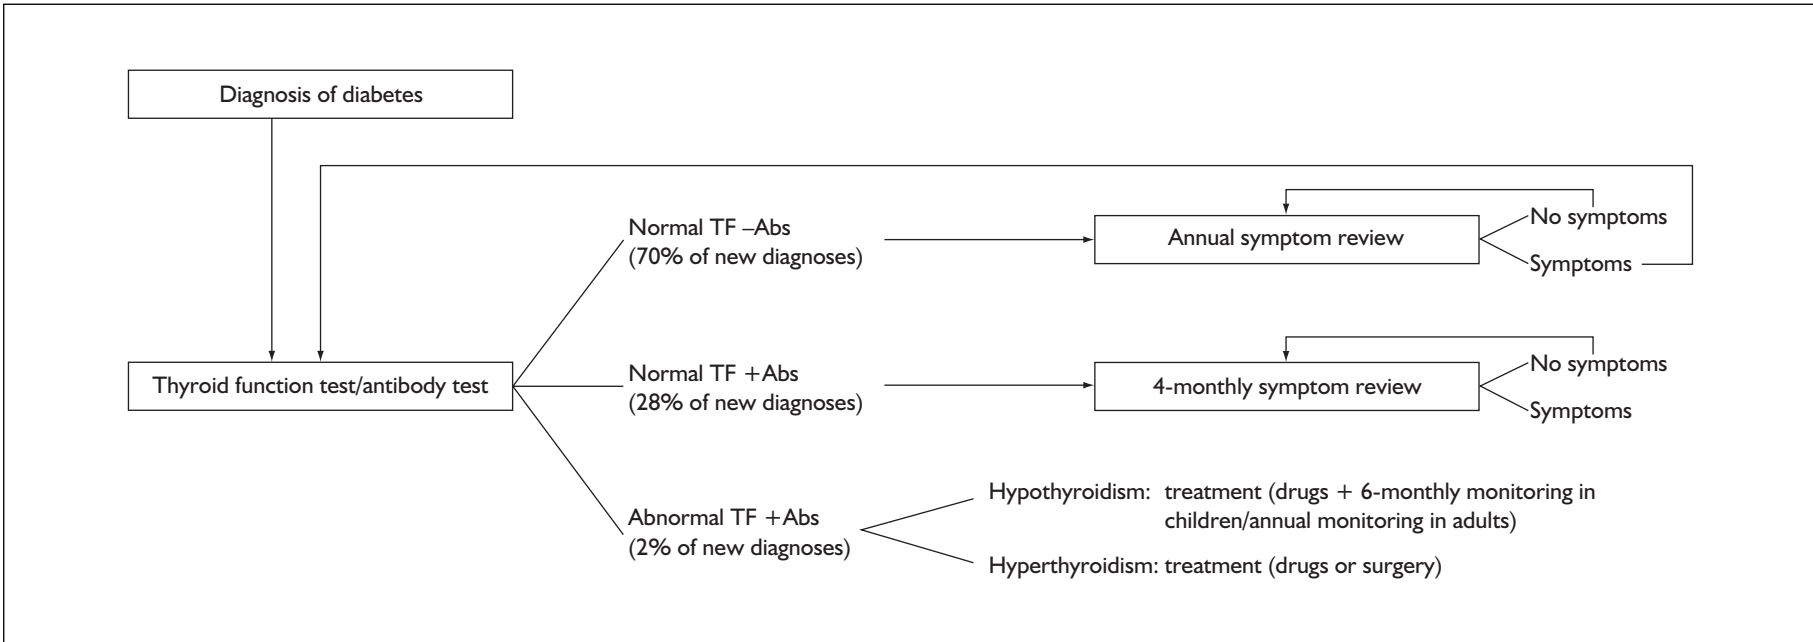 Diagnosis of diabetes
Normal TF –Abs
(70% of new diagnoses)
Annual symptom review
No symptoms
Symptoms
Thyroid function test/antibody test
Normal TF +Abs
(28% of new diagnoses)
4-monthly symptom review
No symptoms
Symptoms
Abnormal TF +Abs
(2% of new diagnoses)
Hypothyroidism: treatment (drugs + 6-monthly monitoring in
children/annual monitoring in adults)
Hyperthyroidism: treatment (drugs or surgery)